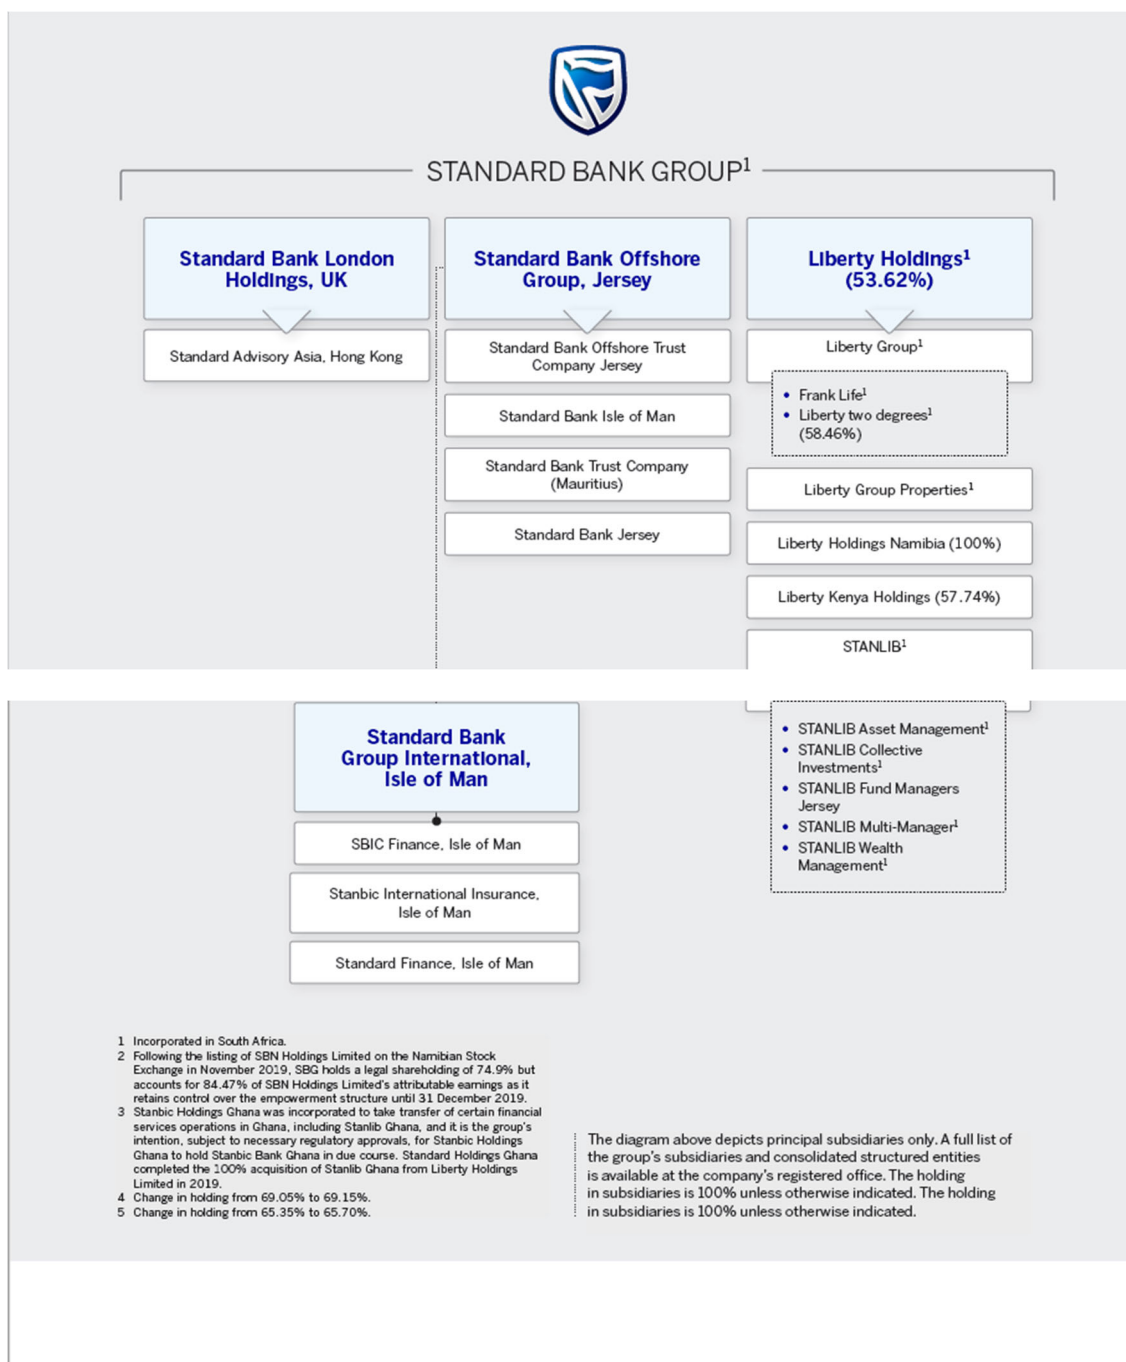 STANDARD BANK GROUP¹
Standard Bank London
Holdings, UK
Standard Advisory Asia, Hong Kong
Standard Bank Offshore
Group, Jersey
Standard Bank Offshore Trust
Company Jersey
Standard Bank Isle of Man
Standard Bank Trust Company
(Mauritius)
Standard Bank Jersey
Liberty Holdings¹
(53.62%)
Liberty Group¹
• Frank Life¹
• Liberty two degrees¹
(58.46%)
Liberty Group Properties¹
Liberty Holdings Namibia (100%)
Liberty Kenya Holdings (57.74%)
STANLIB¹
• STANLIB Asset Management¹
• STANLIB Collective
Investments¹
• STANLIB Fund Managers
Jersey
• STANLIB Multi-Manager¹
• STANLIB Wealth
Management¹
Standard Bank
Group International,
Isle of Man
SBIC Finance, Isle of Man
Stanbic International Insurance,
Isle of Man
Standard Finance, Isle of Man
1 Incorporated in South Africa.
2 Following the listing of SBN Holdings Limited on the Namibian Stock
Exchange in November 2019, SBG holds a legal shareholding of 74.9% but
accounts for 84.47% of SBN Holdings Limited's attributable earnings as it
retains control over the empowerment structure until 31 December 2019.
3 Stanbic Holdings Ghana was incorporated to take transfer of certain financial
services operations in Ghana, including Stanlib Ghana, and it is the group's
intention, subject to necessary regulatory approvals, for Stanbic Holdings
Ghana to hold Stanbic Bank Ghana in due course. Standard Holdings Ghana
completed the 100% acquisition of Stanlib Ghana from Liberty Holdings
Limited in 2019.
4 Change in holding from 69.05% to 69.15%.
5 Change in holding from 65.35% to 65.70%.
The diagram above depicts principal subsidiaries only. A full list of
the group's subsidiaries and consolidated structured entities
is available at the company's registered office. The holding
in subsidiaries is 100% unless otherwise indicated. The holding
in subsidiaries is 100% unless otherwise indicated.